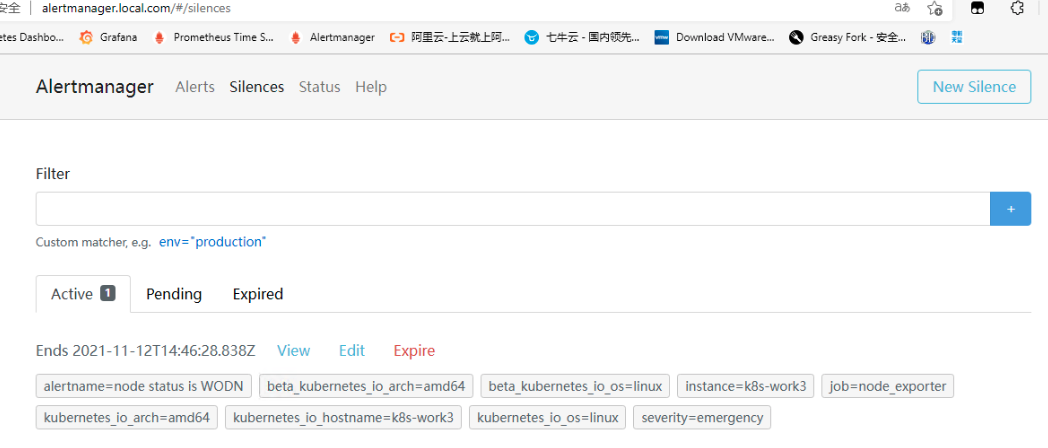 安全 alertmanager.local.com/#/silences aあ
etes Dashbo... Grafana Prometheus Time S... Alertmanager 阿里云-上云就上阿... 七牛云 - 国内领先... Download VMware... Greasy Fork - 安全...
Alertmanager Alerts Silences Status Help New Silence
Filter
+
Custom matcher, e.g. env="production"
Active 1 Pending Expired
Ends 2021-11-12T14:46:28.838Z View Edit Expire
alertname=node status is WODN beta_kubernetes_io_arch=amd64 beta_kubernetes_io_os=linux instance=k8s-work3 job=node_exporter
kubernetes_io_arch=amd64 kubernetes_io_hostname=k8s-work3 kubernetes_io_os=linux severity=emergency